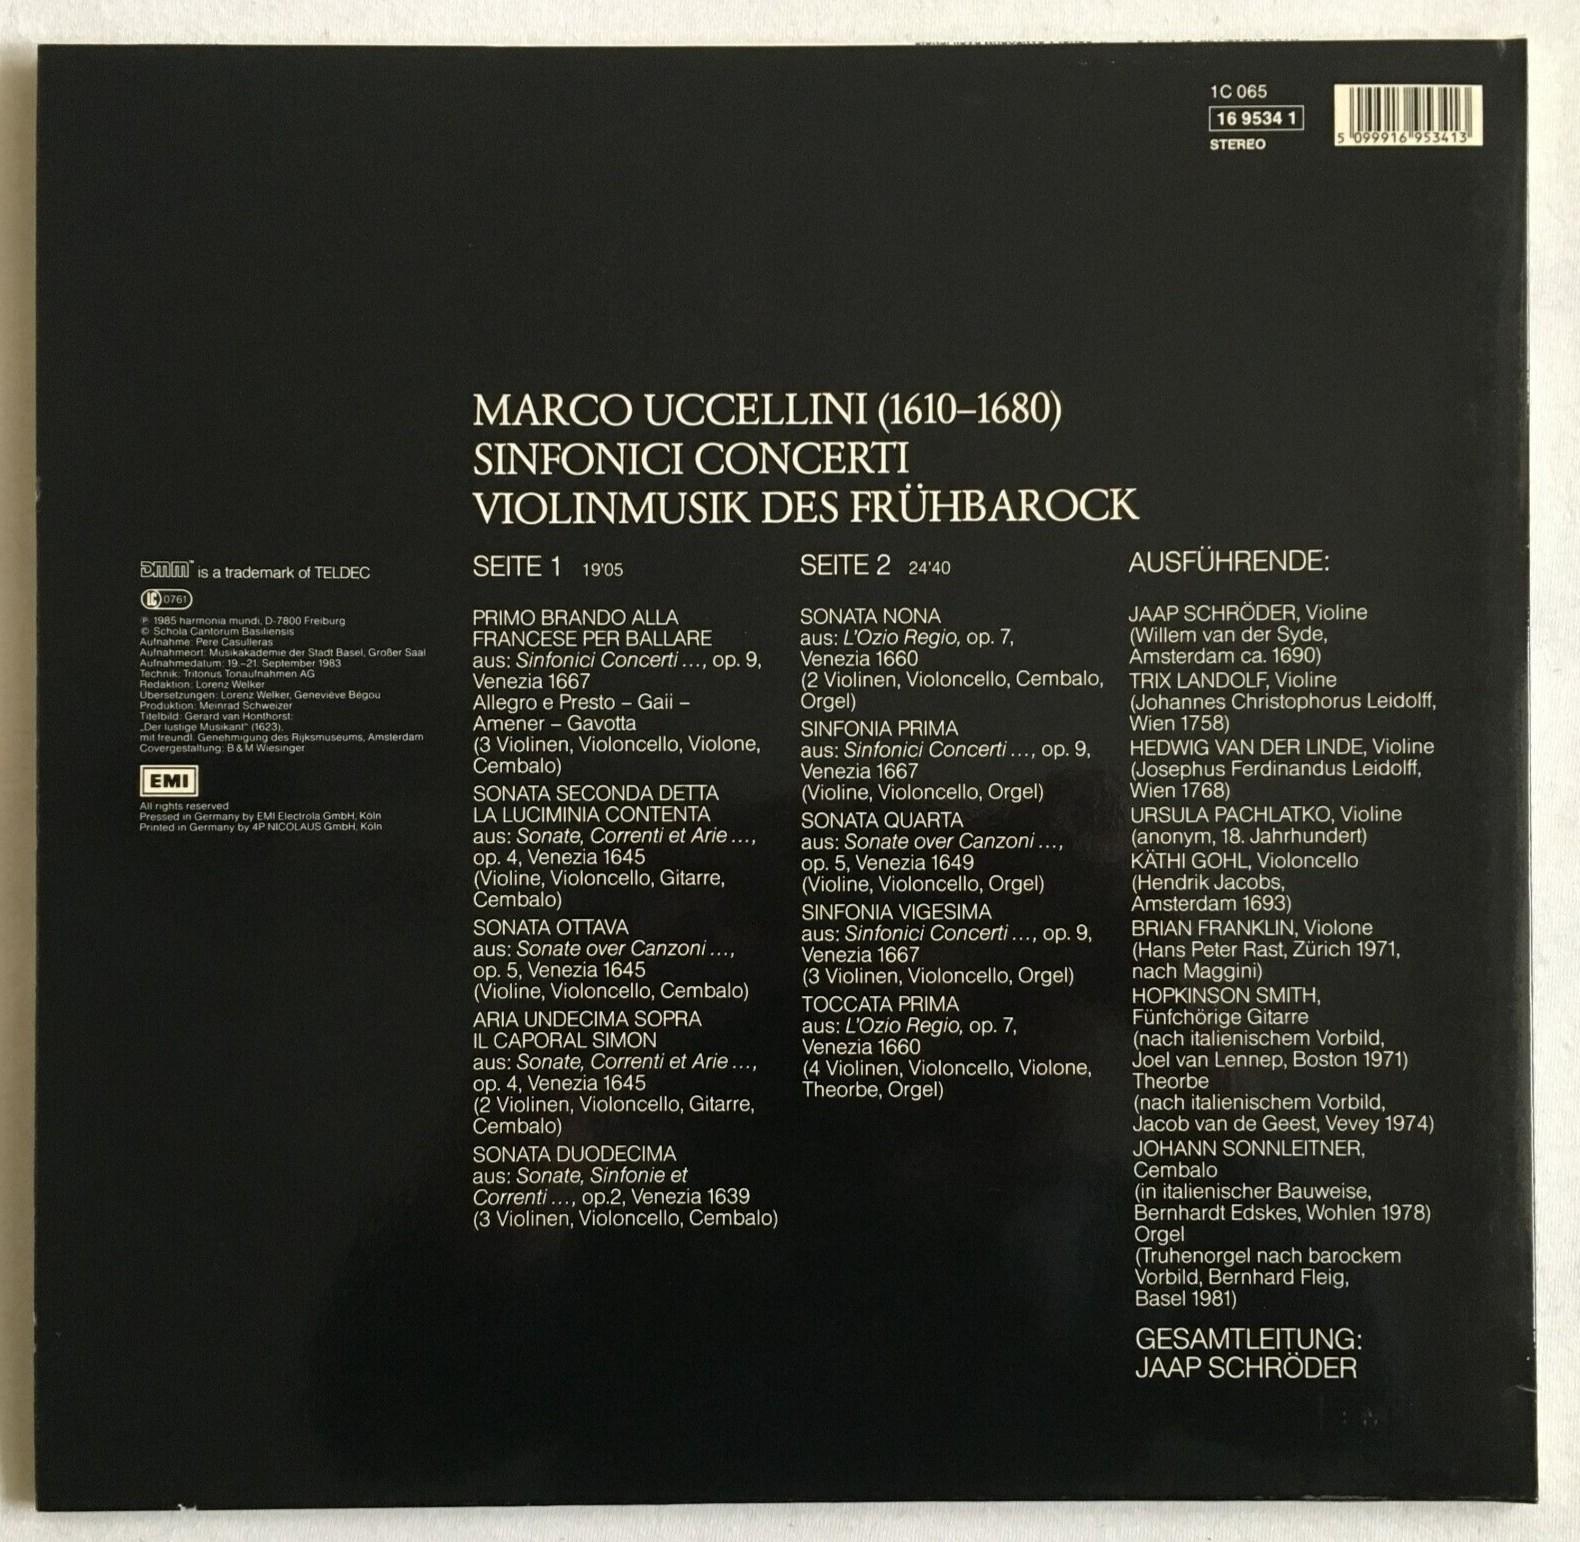 1C 065
16 9534 1
STEREO
5 099916 953413
MARCO UCCELLINI (1610–1680)
SINFONICI CONCERTI
VIOLINMUSIK DES FRÜHBAROCK
DMM™ is a trademark of TELDEC
LC 0761
℗ 1985 harmonia mundi, D-7800 Freiburg
© Schola Cantorum Basiliensis
Aufnahme: Pere Casulleras
Aufnahmeort: Musikakademie der Stadt Basel, Großer Saal
Aufnahmedatum: 19.–21. September 1983
Technik: Tritonus Tonaufnahmen AG
Redaktion: Lorenz Welker
Übersetzungen: Lorenz Welker, Geneviève Bégou
Produktion: Meinrad Schweizer
Titelbild: Gerard van Honthorst:
„Der lustige Musikant“ (1623),
mit freundl. Genehmigung des Rijksmuseums, Amsterdam
Covergestaltung: B & M Wiesinger
EMI
All rights reserved
Pressed in Germany by EMI Electrola GmbH, Köln
Printed in Germany by 4P NICOLAUS GmbH, Köln
SEITE 1 19'05
PRIMO BRANDO ALLA
FRANCESE PER BALLARE
aus: Sinfonici Concerti ..., op. 9,
Venezia 1667
Allegro e Presto – Gaii –
Amener – Gavotta
(3 Violinen, Violoncello, Violone,
Cembalo)
SONATA SECONDA DETTA
LA LUCIMINIA CONTENTA
aus: Sonate, Correnti et Arie ...,
op. 4, Venezia 1645
(Violine, Violoncello, Gitarre,
Cembalo)
SONATA OTTAVA
aus: Sonate over Canzoni ...,
op. 5, Venezia 1645
(Violine, Violoncello, Cembalo)
ARIA UNDECIMA SOPRA
IL CAPORAL SIMON
aus: Sonate, Correnti et Arie ...,
op. 4, Venezia 1645
(2 Violinen, Violoncello, Gitarre,
Cembalo)
SONATA DUODECIMA
aus: Sonate, Sinfonie et
Correnti ..., op.2, Venezia 1639
(3 Violinen, Violoncello, Cembalo)
SEITE 2 24'40
SONATA NONA
aus: L'Ozio Regio, op. 7,
Venezia 1660
(2 Violinen, Violoncello, Cembalo,
Orgel)
SINFONIA PRIMA
aus: Sinfonici Concerti ..., op. 9,
Venezia 1667
(Violine, Violoncello, Orgel)
SONATA QUARTA
aus: Sonate over Canzoni ...,
op. 5, Venezia 1649
(Violine, Violoncello, Orgel)
SINFONIA VIGESIMA
aus: Sinfonici Concerti ..., op. 9,
Venezia 1667
(3 Violinen, Violoncello, Orgel)
TOCCATA PRIMA
aus: L'Ozio Regio, op. 7,
Venezia 1660
(4 Violinen, Violoncello, Violone,
Theorbe, Orgel)
AUSFÜHRENDE:
JAAP SCHRÖDER, Violine
(Willem van der Syde,
Amsterdam ca. 1690)
TRIX LANDOLF, Violine
(Johannes Christophorus Leidolff,
Wien 1758)
HEDWIG VAN DER LINDE, Violine
(Josephus Ferdinandus Leidolff,
Wien 1768)
URSULA PACHLATKO, Violine
(anonym, 18. Jahrhundert)
KÄTHI GOHL, Violoncello
(Hendrik Jacobs,
Amsterdam 1693)
BRIAN FRANKLIN, Violone
(Hans Peter Rast, Zürich 1971,
nach Maggini)
HOPKINSON SMITH,
Fünfchörige Gitarre
(nach italienischem Vorbild,
Joel van Lennep, Boston 1971)
Theorbe
(nach italienischem Vorbild,
Jacob van de Geest, Vevey 1974)
JOHANN SONNLEITNER,
Cembalo
(in italienischer Bauweise,
Bernhardt Edskes, Wohlen 1978)
Orgel
(Truhenorgel nach barockem
Vorbild, Bernhard Fleig,
Basel 1981)
GESAMTLEITUNG:
JAAP SCHRÖDER